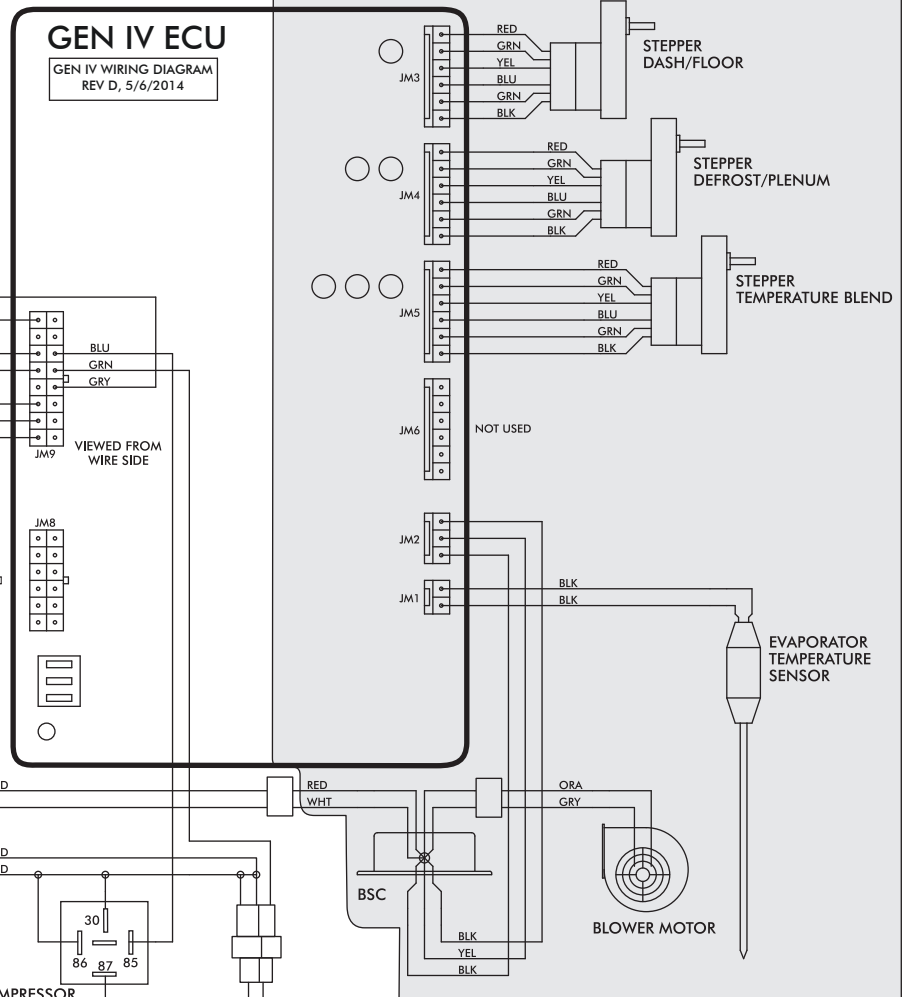 GEN IV ECU
GEN IV WIRING DIAGRAM
REV D, 5/6/2014
JM3
RED
GRN
YEL
BLU
GRN
BLK
STEPPER
DASH/FLOOR
JM4
RED
GRN
YEL
BLU
GRN
BLK
STEPPER
DEFROST/PLENUM
JM5
RED
GRN
YEL
BLU
GRN
BLK
STEPPER
TEMPERATURE BLEND
BLU
GRN
GRY
JM9
VIEWED FROM
WIRE SIDE
JM6
NOT USED
JM8
JM2
JM1
BLK
BLK
EVAPORATOR
TEMPERATURE
SENSOR
D
RED
WHT
ORA
GRY
D
D
BSC
BLOWER MOTOR
30
86
87
85
BLK
YEL
BLK
MPRESSOR